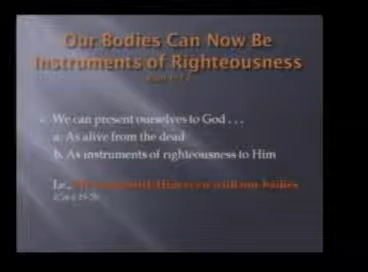 Our Bodies Can Now Be
Instruments of Righteousness
We can present ourselves to God . . .
a. As alive from the dead
b. As instruments of righteousness to Him
I.e., with our bodies